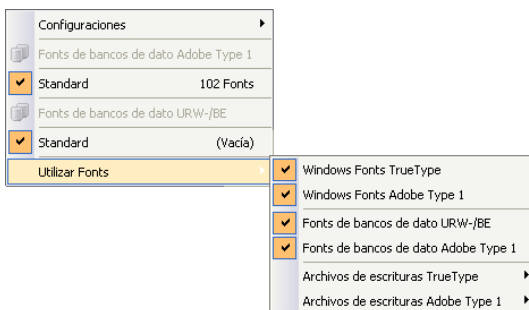 Configuraciones
Fonts de bancos de dato Adobe Type 1
Standard 102 Fonts
Fonts de bancos de dato URW-/BE
Standard (Vacía)
Utilizar Fonts
Windows Fonts TrueType
Windows Fonts Adobe Type 1
Fonts de bancos de dato URW-/BE
Fonts de bancos de dato Adobe Type 1
Archivos de escrituras TrueType
Archivos de escrituras Adobe Type 1